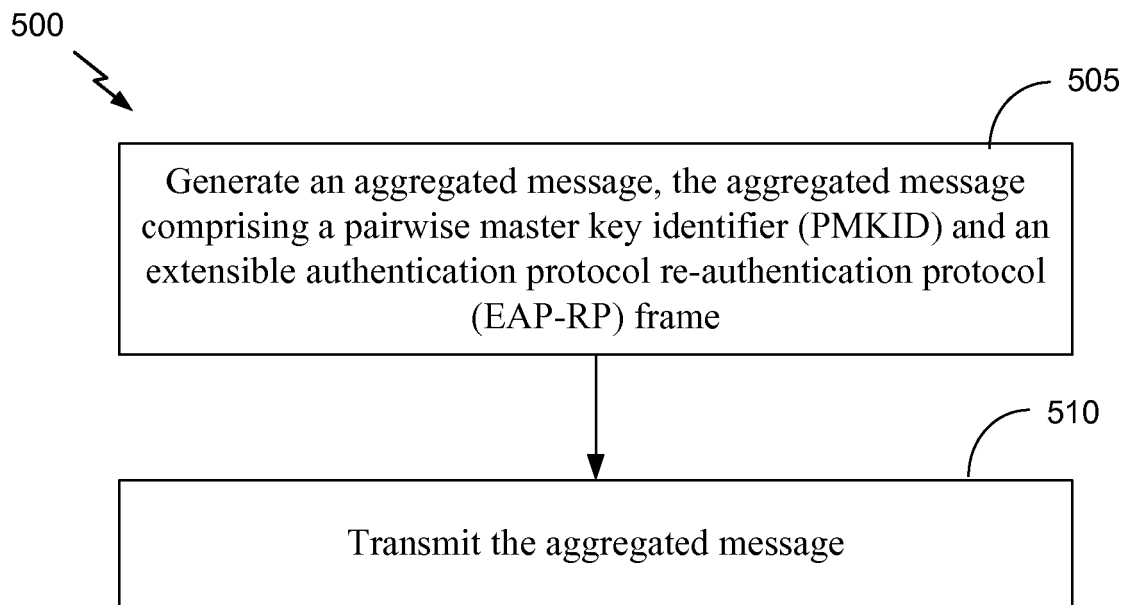 500
505
Generate an aggregated message, the aggregated message
comprising a pairwise master key identifier (PMKID) and an
extensible authentication protocol re-authentication protocol
(EAP-RP) frame
510
Transmit the aggregated message